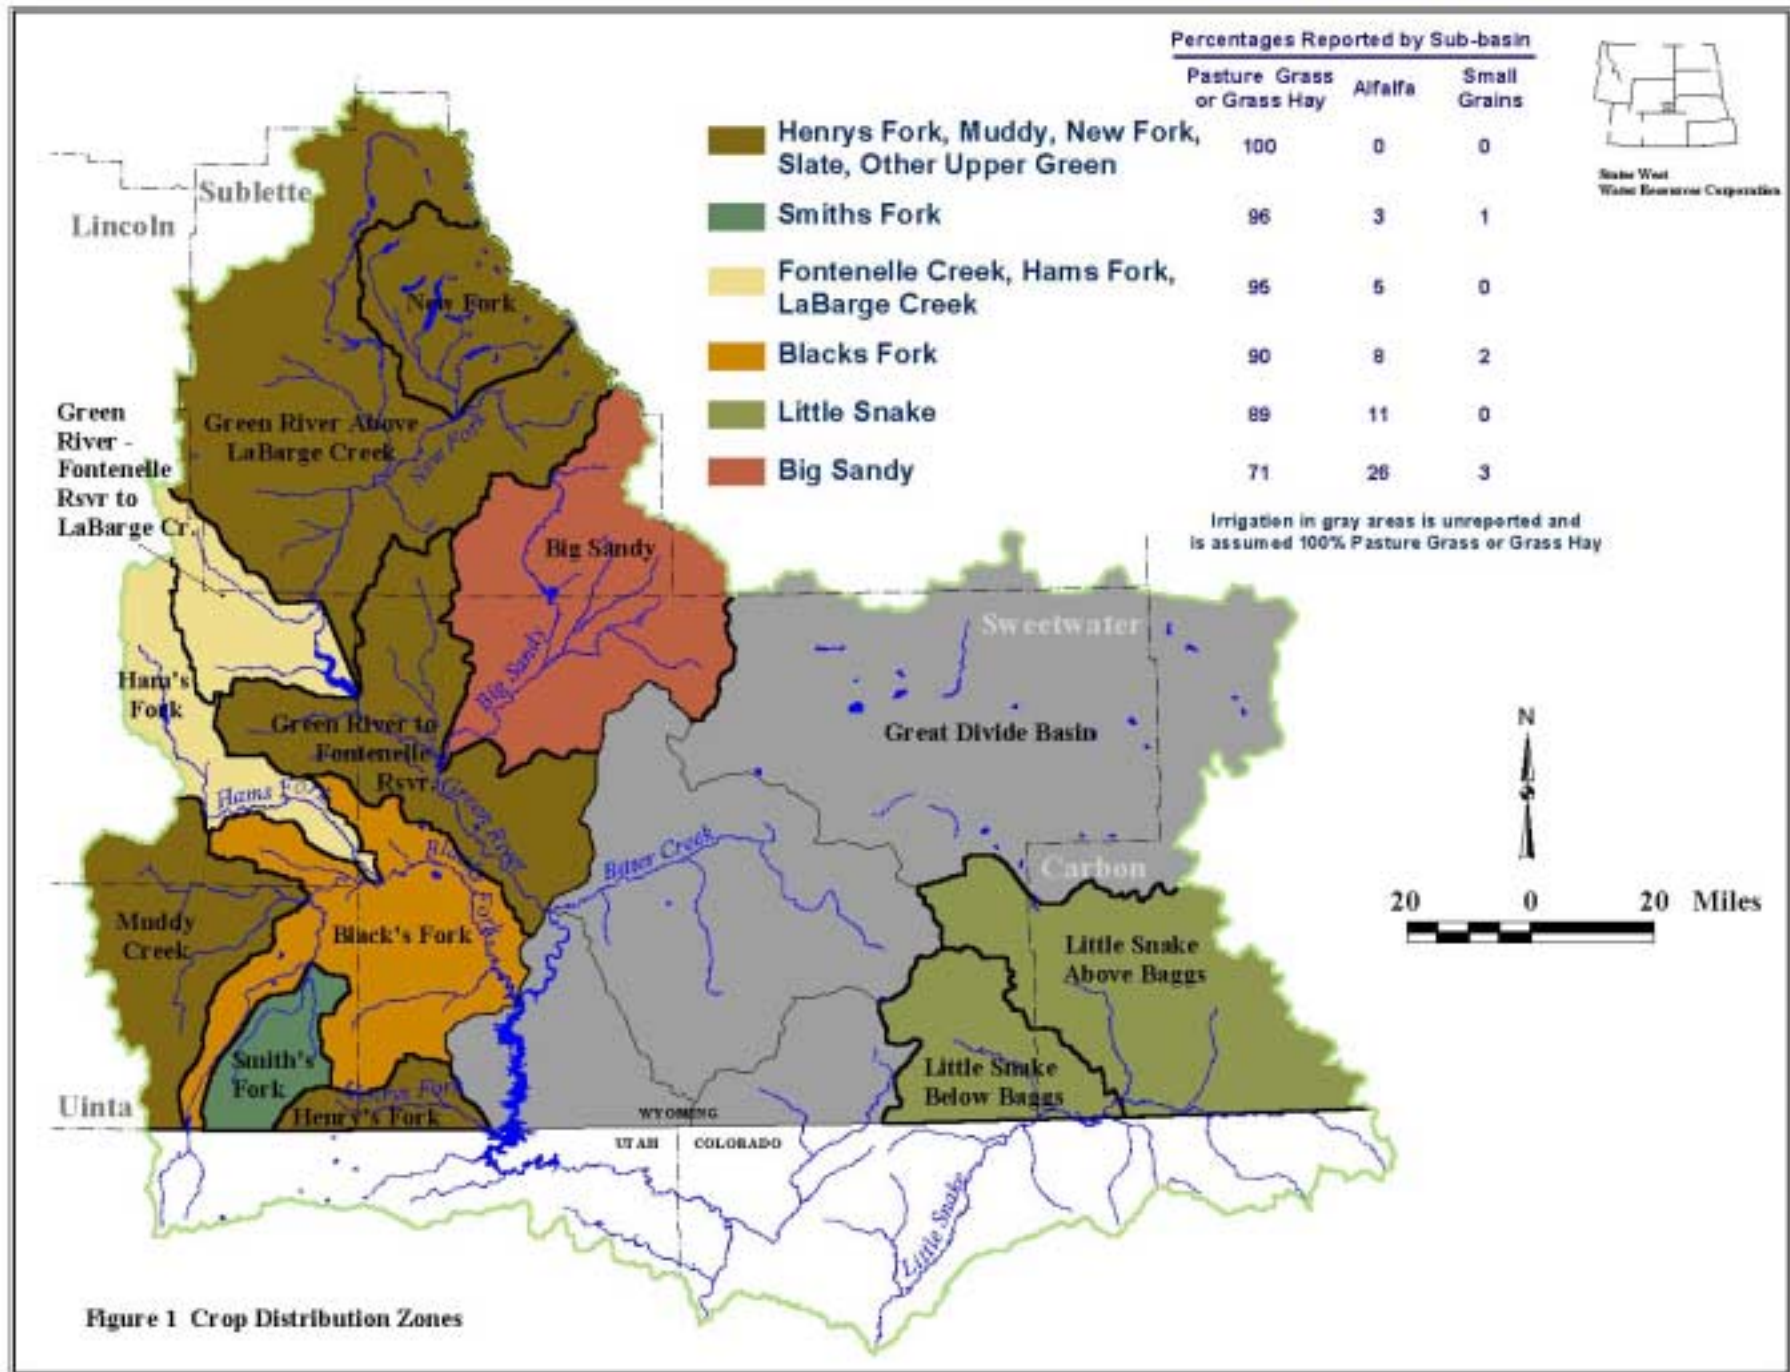 Percentages Reported by Sub-basin
Pasture Grass
or Grass Hay
Alfalfa
Small
Grains
Henrys Fork, Muddy, New Fork,
Slate, Other Upper Green
100 0 0
Smiths Fork 96 3 1
Fontenelle Creek, Hams Fork,
LaBarge Creek
95 5 0
Blacks Fork 90 8 2
Little Snake 89 11 0
Big Sandy 71 26 3
Irrigation in gray areas is unreported and
is assumed 100% Pasture Grass or Grass Hay
States West
Water Resources Corporation
Sublette
Lincoln
New Fork
Green River Above
LaBarge Creek
New Fork
Green
River -
Fontenelle
Rsvr to
LaBarge Cr.
Big Sandy
Big Sandy
Sweetwater
Ham's
Fork
Green River to
Fontenelle
Rsvr.
Great Divide Basin
Hams Fork
Green River
Blacks Fork
Bitter Creek
Carbon
Muddy
Creek
Black's Fork
Little Snake
Above Baggs
Smith's
Fork
Little Snake
Below Baggs
Henrys Fork
Henry's Fork
Uinta
WYOMING
UTAH
COLORADO
Little Snake
N
20 0 20 Miles
Figure 1 Crop Distribution Zones